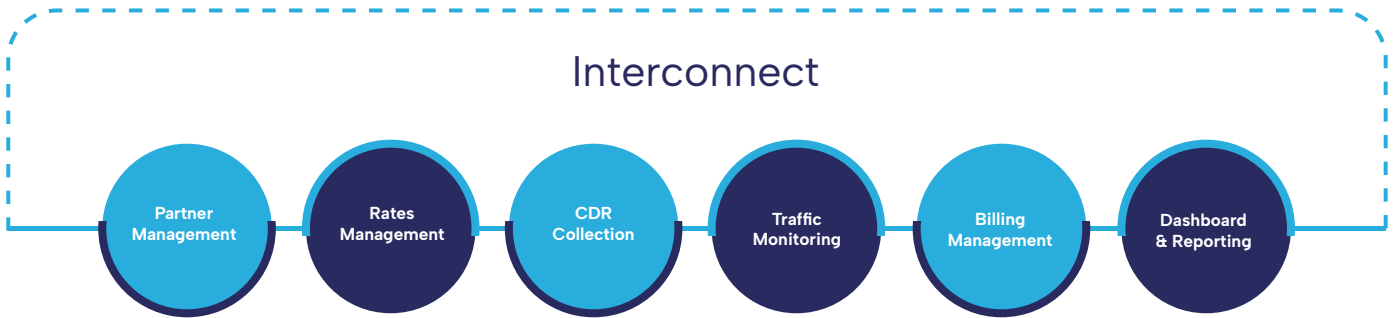 Interconnect
Partner
Management
Rates
Management
CDR
Collection
Traffic
Monitoring
Billing
Management
Dashboard
& Reporting